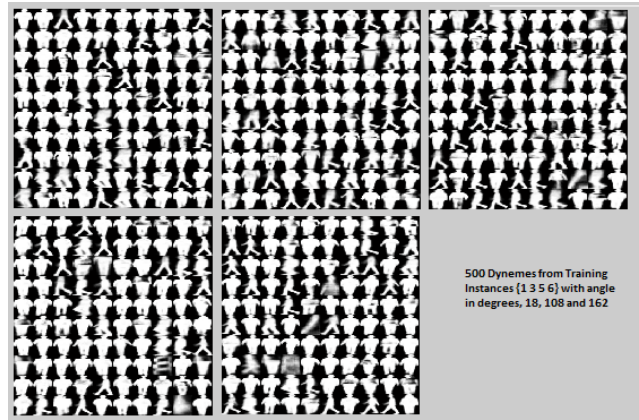 500 Dynemes from Training
Instances {1 3 5 6} with angle
in degrees, 18, 108 and 162